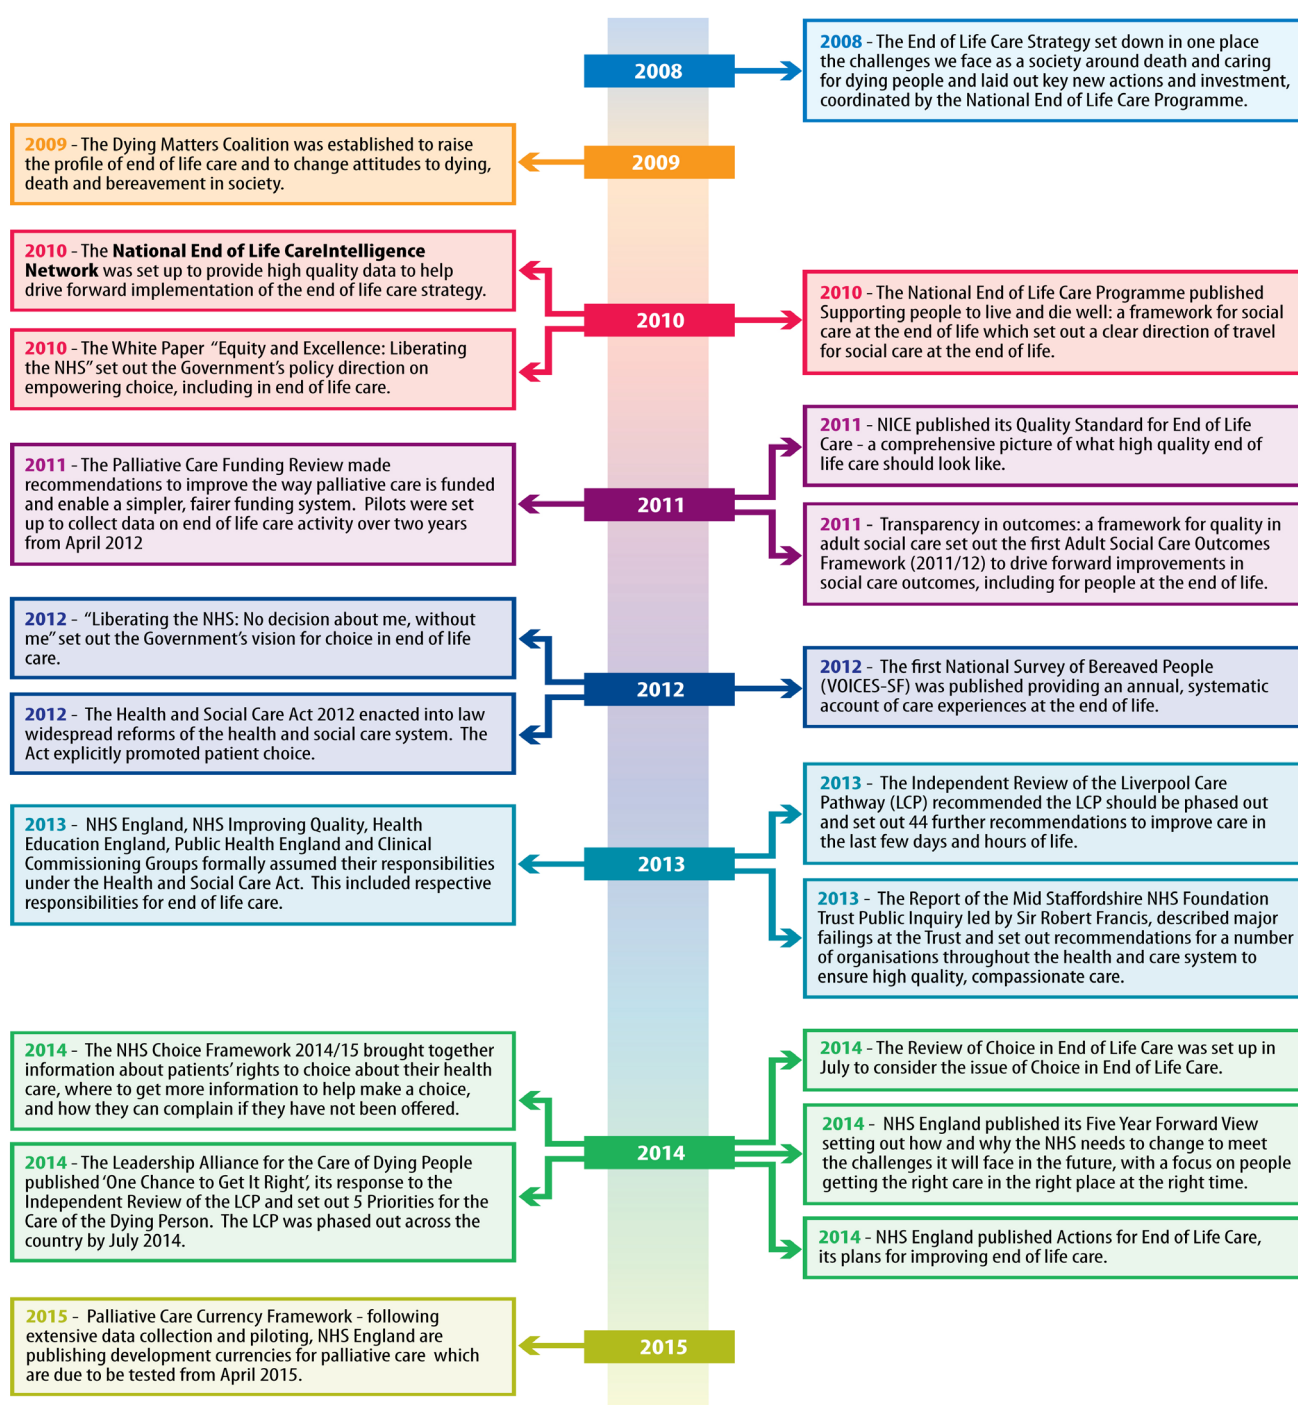 2008
2008 - The End of Life Care Strategy set down in one place
the challenges we face as a society around death and caring
for dying people and laid out key new actions and investment,
coordinated by the National End of Life Care Programme.
2009 - The Dying Matters Coalition was established to raise
the profile of end of life care and to change attitudes to dying,
death and bereavement in society.
2009
2010 - The National End of Life CareIntelligence
Network was set up to provide high quality data to help
drive forward implementation of the end of life care strategy.
2010 - The White Paper “Equity and Excellence: Liberating
the NHS” set out the Government’s policy direction on
empowering choice, including in end of life care.
2010
2010 - The National End of Life Care Programme published
Supporting people to live and die well: a framework for social
care at the end of life which set out a clear direction of travel
for social care at the end of life.
2011 - The Palliative Care Funding Review made
recommendations to improve the way palliative care is funded
and enable a simpler, fairer funding system. Pilots were set
up to collect data on end of life care activity over two years
from April 2012
2011
2011 - NICE published its Quality Standard for End of Life
Care - a comprehensive picture of what high quality end of
life care should look like.
2011 - Transparency in outcomes: a framework for quality in
adult social care set out the first Adult Social Care Outcomes
Framework (2011/12) to drive forward improvements in
social care outcomes, including for people at the end of life.
2012 - “Liberating the NHS: No decision about me, without
me” set out the Government’s vision for choice in end of life
care.
2012 - The Health and Social Care Act 2012 enacted into law
widespread reforms of the health and social care system. The
Act explicitly promoted patient choice.
2012
2012 - The first National Survey of Bereaved People
(VOICES-SF) was published providing an annual, systematic
account of care experiences at the end of life.
2013 - NHS England, NHS Improving Quality, Health
Education England, Public Health England and Clinical
Commissioning Groups formally assumed their responsibilities
under the Health and Social Care Act. This included respective
responsibilities for end of life care.
2013
2013 - The Independent Review of the Liverpool Care
Pathway (LCP) recommended the LCP should be phased out
and set out 44 further recommendations to improve care in
the last few days and hours of life.
2013 - The Report of the Mid Staffordshire NHS Foundation
Trust Public Inquiry led by Sir Robert Francis, described major
failings at the Trust and set out recommendations for a number
of organisations throughout the health and care system to
ensure high quality, compassionate care.
2014 - The NHS Choice Framework 2014/15 brought together
information about patients’ rights to choice about their health
care, where to get more information to help make a choice,
and how they can complain if they have not been offered.
2014 - The Leadership Alliance for the Care of Dying People
published ‘One Chance to Get It Right’, its response to the
Independent Review of the LCP and set out 5 Priorities for the
Care of the Dying Person. The LCP was phased out across the
country by July 2014.
2014
2014 - The Review of Choice in End of Life Care was set up in
July to consider the issue of Choice in End of Life Care.
2014 - NHS England published its Five Year Forward View
setting out how and why the NHS needs to change to meet
the challenges it will face in the future, with a focus on people
getting the right care in the right place at the right time.
2014 - NHS England published Actions for End of Life Care,
its plans for improving end of life care.
2015 - Palliative Care Currency Framework - following
extensive data collection and piloting, NHS England are
publishing development currencies for palliative care which
are due to be tested from April 2015.
2015